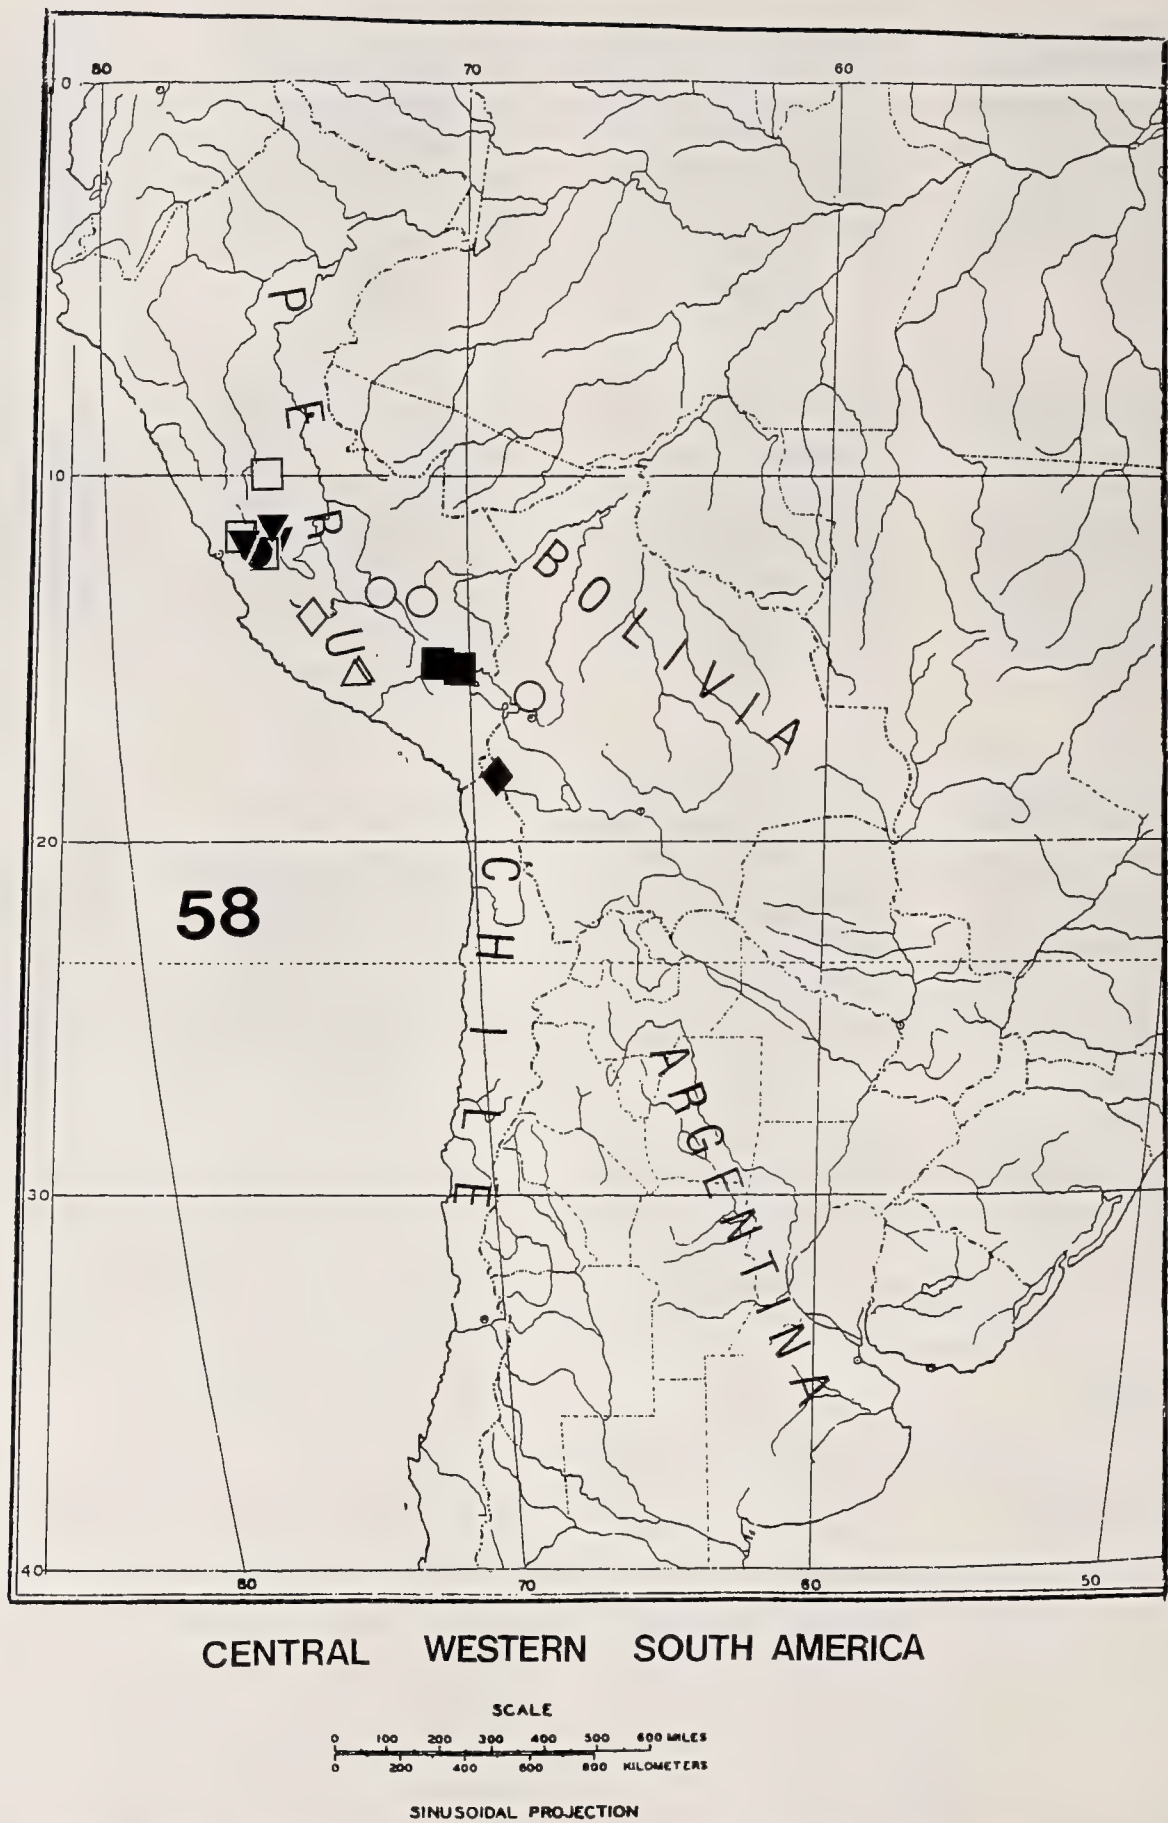 80 70 60
0
P
E
10
R
BOLIVIA
U
20
C
58
H
I
ARGENTINA
L
30
E
40
80 70 60 50
CENTRAL WESTERN SOUTH AMERICA
SCALE
0 100 200 300 400 500 600 MILES
0 200 400 600 800 KILOMETERS
SINUSOIDAL PROJECTION